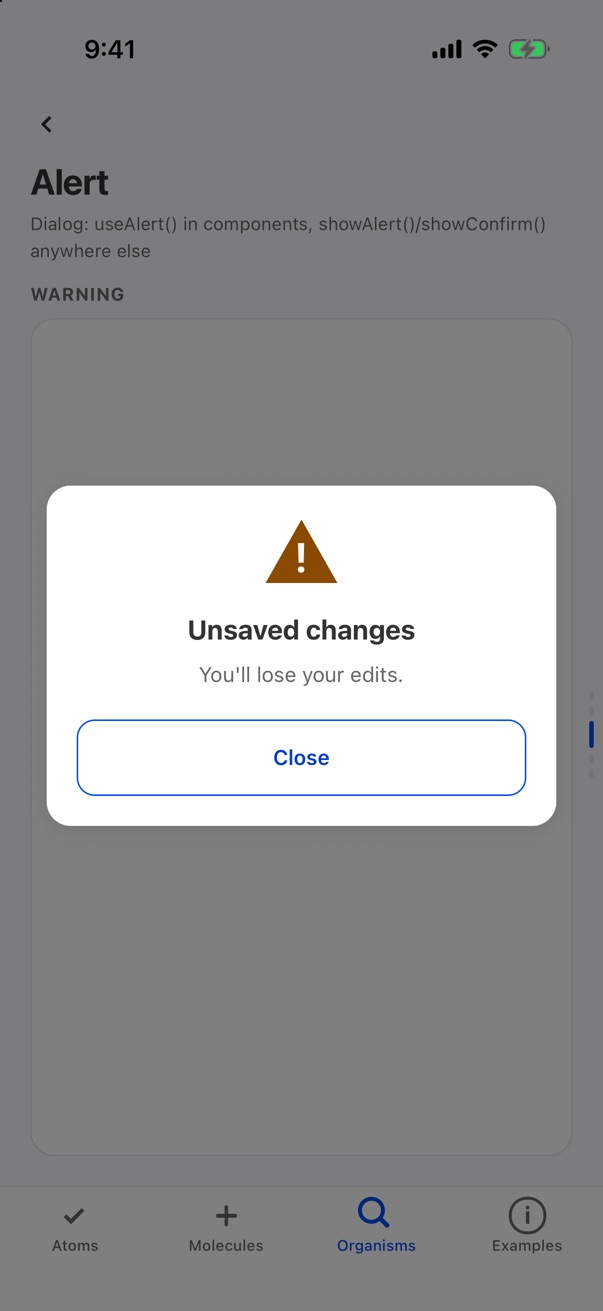 9:41
Alert
Dialog: useAlert() in components, showAlert()/showConfirm()
anywhere else
WARNING
!
Unsaved changes
You'll lose your edits.
Close
Atoms
Molecules
Organisms
Examples